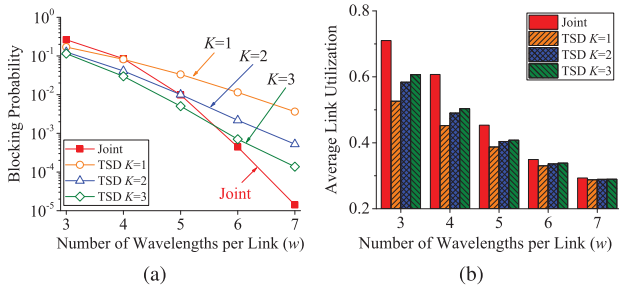 10^0
10^-1
10^-2
10^-3
10^-4
10^-5
Blocking Probability
K=1
K=2
K=3
Joint
Joint
TSD K=1
TSD K=2
TSD K=3
3 4 5 6 7
Number of Wavelengths per Link (w)
(a)
0.8
0.6
0.4
0.2
Average Link Utilization
Joint
TSD K=1
TSD K=2
TSD K=3
3 4 5 6 7
Number of Wavelengths per Link (w)
(b)